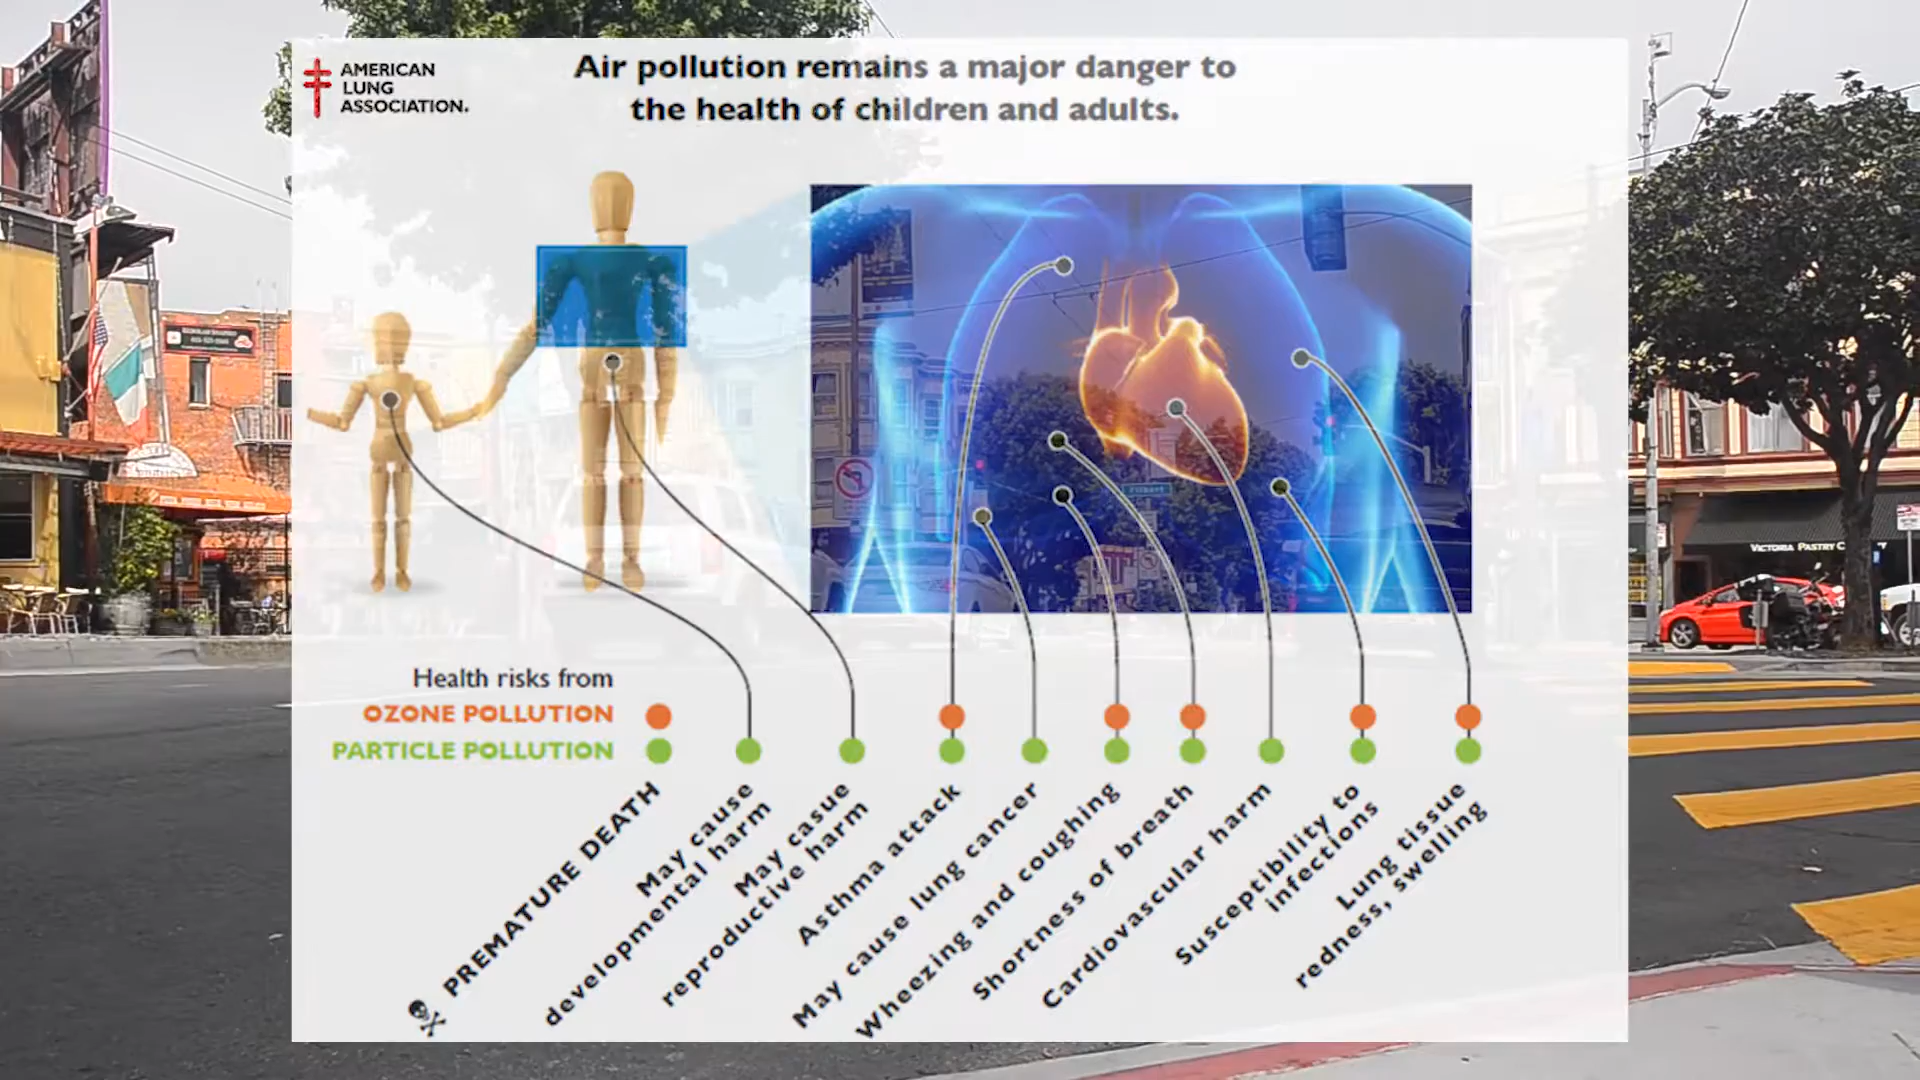 AMERICAN
LUNG
ASSOCIATION.
Air pollution remains a major danger to
the health of children and adults.
Health risks from
OZONE POLLUTION
PARTICLE POLLUTION
PREMATURE DEATH
May cause
developmental harm
May casue
reproductive harm
Asthma attack
May cause lung cancer
Wheezing and coughing
Shortness of breath
Cardiovascular harm
Susceptibility to
infections
Lung tissue
redness, swelling
VICTORIA PASTRY C